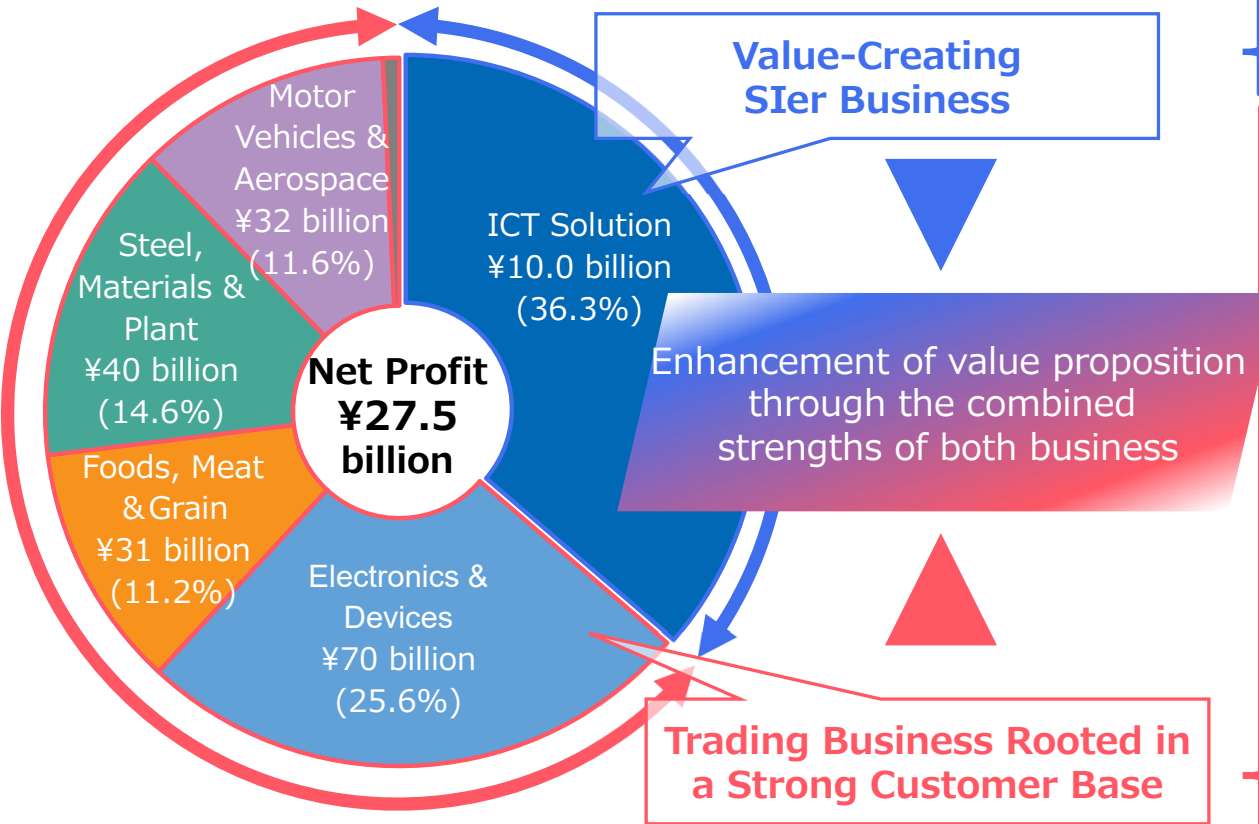 Value-Creating
SIer Business
Motor
Vehicles &
Aerospace
¥32 billion
(11.6%)
ICT Solution
¥10.0 billion
(36.3%)
Steel,
Materials &
Plant
¥40 billion
(14.6%)
Net Profit
¥27.5
billion
Enhancement of value proposition
through the combined
strengths of both business
Foods, Meat
& Grain
¥31 billion
(11.2%)
Electronics &
Devices
¥70 billion
(25.6%)
Trading Business Rooted in
a Strong Customer Base